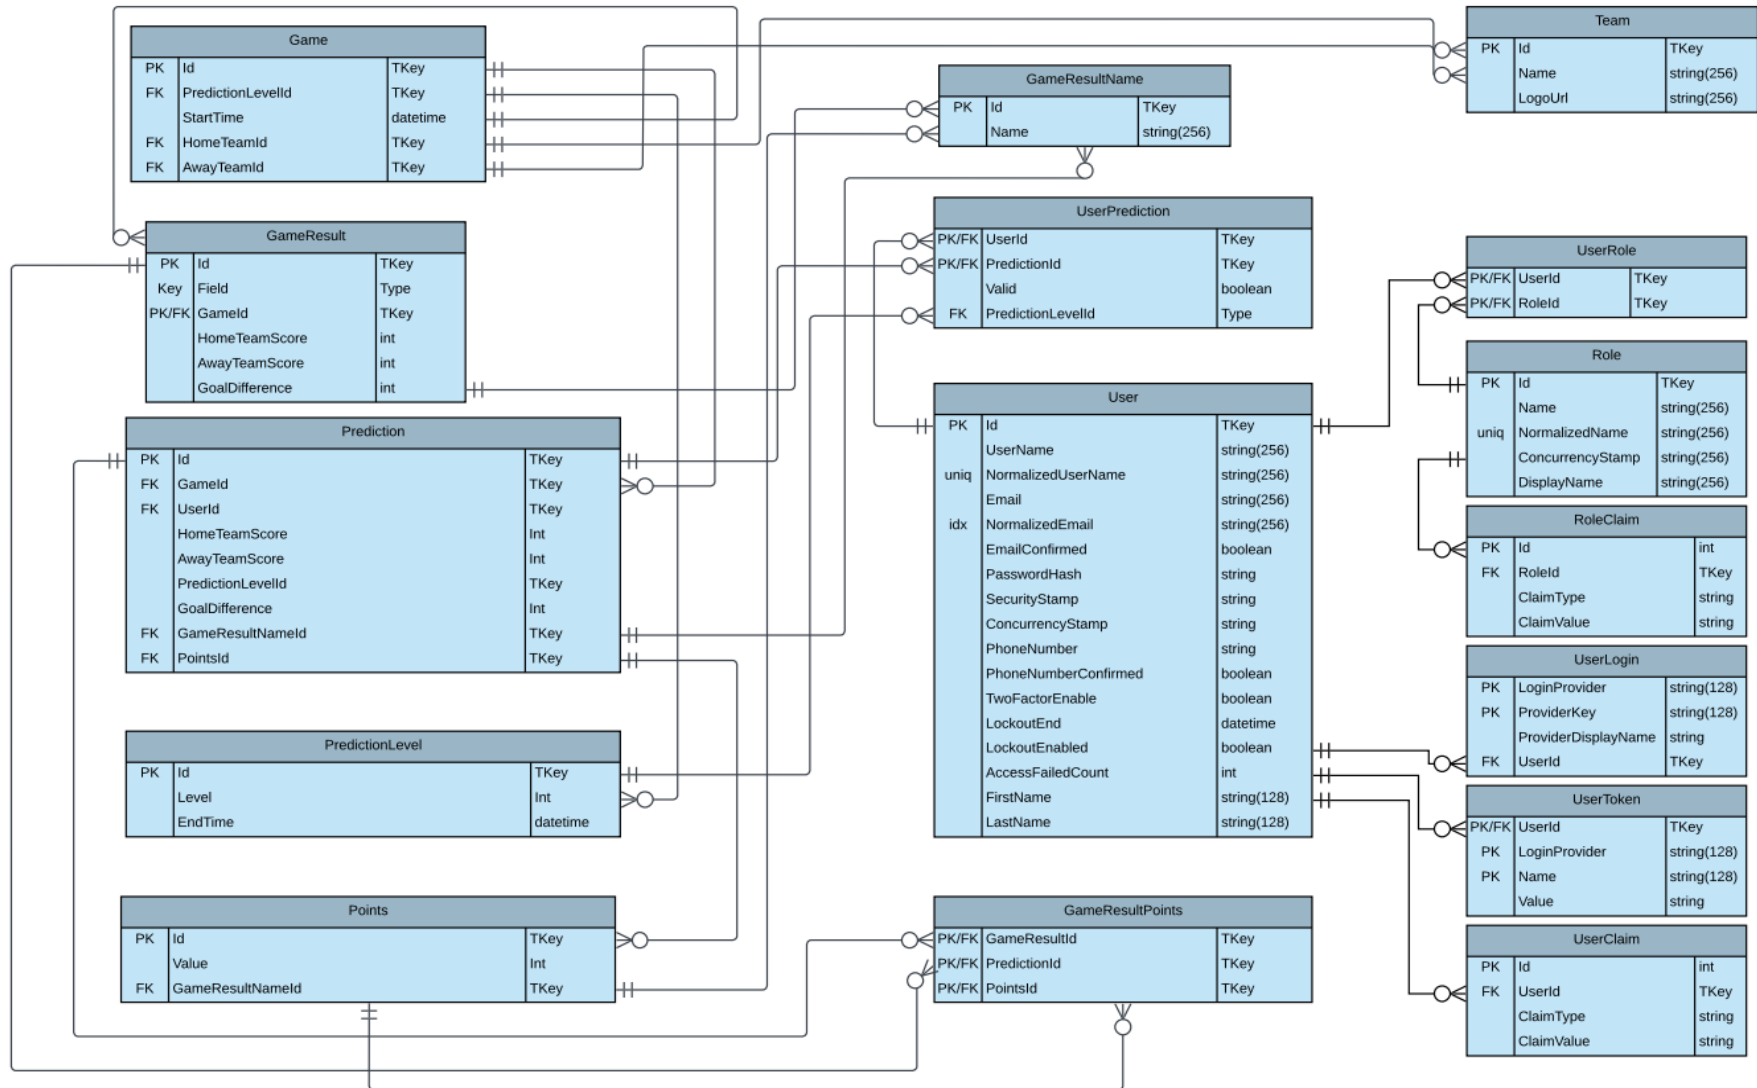 Game
PK Id TKey
FK PredictionLevelId TKey
StartTime datetime
FK HomeTeamId TKey
FK AwayTeamId TKey
GameResult
PK Id TKey
Key Field Type
PK/FK GameId TKey
HomeTeamScore int
AwayTeamScore int
GoalDifference int
Prediction
PK Id TKey
FK GameId TKey
FK UserId TKey
HomeTeamScore Int
AwayTeamScore Int
PredictionLevelId TKey
GoalDifference Int
FK GameResultNameId TKey
FK PointsId TKey
PredictionLevel
PK Id TKey
Level Int
EndTime datetime
Points
PK Id TKey
Value Int
FK GameResultNameId TKey
GameResultName
PK Id TKey
Name string(256)
UserPrediction
PK/FK UserId TKey
PK/FK PredictionId TKey
Valid boolean
FK PredictionLevelId Type
User
PK Id TKey
UserName string(256)
uniq NormalizedUserName string(256)
Email string(256)
idx NormalizedEmail string(256)
EmailConfirmed boolean
PasswordHash string
SecurityStamp string
ConcurrencyStamp string
PhoneNumber string
PhoneNumberConfirmed boolean
TwoFactorEnable boolean
LockoutEnd datetime
LockoutEnabled boolean
AccessFailedCount int
FirstName string(128)
LastName string(128)
GameResultPoints
PK/FK GameResultId TKey
PK/FK PredictionId TKey
PK/FK PointsId TKey
Team
PK Id TKey
Name string(256)
LogoUrl string(256)
UserRole
PK/FK UserId TKey
PK/FK RoleId TKey
Role
PK Id TKey
Name string(256)
uniq NormalizedName string(256)
ConcurrencyStamp string(256)
DisplayName string(256)
RoleClaim
PK Id int
FK RoleId TKey
ClaimType string
ClaimValue string
UserLogin
PK LoginProvider string(128)
PK ProviderKey string(128)
ProviderDisplayName string
FK UserId TKey
UserToken
PK/FK UserId TKey
PK LoginProvider string(128)
PK Name string(128)
Value string
UserClaim
PK Id int
FK UserId TKey
ClaimType string
ClaimValue string